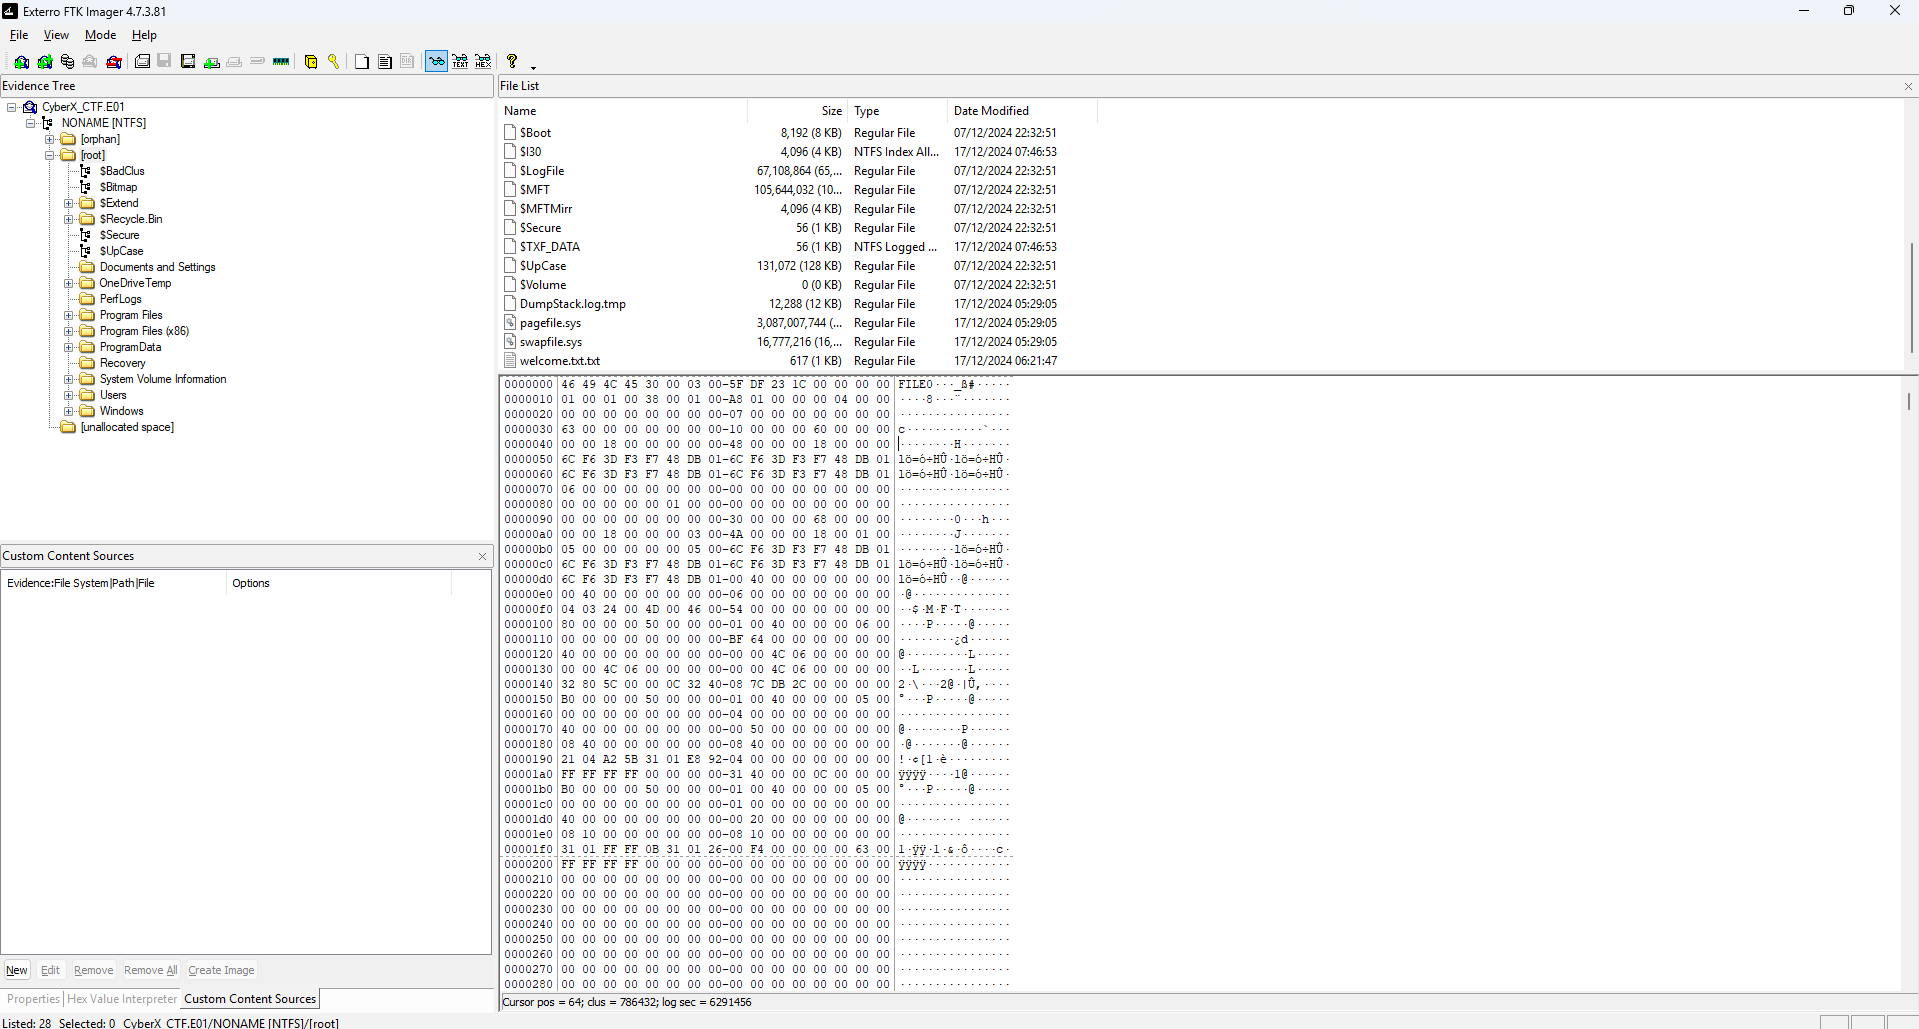 Exterro FTK Imager 4.7.3.81
File View Mode Help
Evidence Tree
CyberX_CTF.E01
NONAME [NTFS]
[orphan]
[root]
$BadClus
$Bitmap
$Extend
$Recycle.Bin
$Secure
$UpCase
Documents and Settings
OneDriveTemp
PerfLogs
Program Files
Program Files (x86)
ProgramData
Recovery
System Volume Information
Users
Windows
[unallocated space]
Custom Content Sources
Evidence:File System|Path|File Options
New Edit Remove Remove All Create Image
Properties Hex Value Interpreter Custom Content Sources
File List
Name Size Type Date Modified
$Boot 8,192 (8 KB) Regular File 07/12/2024 22:32:51
$I30 4,096 (4 KB) NTFS Index All... 17/12/2024 07:46:53
$LogFile 67,108,864 (65,... Regular File 07/12/2024 22:32:51
$MFT 105,644,032 (10... Regular File 07/12/2024 22:32:51
$MFTMirr 4,096 (4 KB) Regular File 07/12/2024 22:32:51
$Secure 56 (1 KB) Regular File 07/12/2024 22:32:51
$TXF_DATA 56 (1 KB) NTFS Logged ... 17/12/2024 07:46:53
$UpCase 131,072 (128 KB) Regular File 07/12/2024 22:32:51
$Volume 0 (0 KB) Regular File 07/12/2024 22:32:51
DumpStack.log.tmp 12,288 (12 KB) Regular File 17/12/2024 05:29:05
pagefile.sys 3,087,007,744 (... Regular File 17/12/2024 05:29:05
swapfile.sys 16,777,216 (16,... Regular File 17/12/2024 05:29:05
welcome.txt.txt 617 (1 KB) Regular File 17/12/2024 06:21:47
0000000 46 49 4C 45 30 00 03 00-5F DF 23 1C 00 00 00 00 FILE0···_ß#·····
0000010 01 00 01 00 38 00 01 00-A8 01 00 00 00 04 00 00 ····8···¨·······
0000020 00 00 00 00 00 00 00 00-07 00 00 00 00 00 00 00 ················
0000030 63 00 00 00 00 00 00 00-10 00 00 00 60 00 00 00 c···········`···
0000040 00 00 18 00 00 00 00 00-48 00 00 00 18 00 00 00 ········H·······
0000050 6C F6 3D F3 F7 48 DB 01-6C F6 3D F3 F7 48 DB 01 lö=ó÷HÛ·lö=ó÷HÛ·
0000060 6C F6 3D F3 F7 48 DB 01-6C F6 3D F3 F7 48 DB 01 lö=ó÷HÛ·lö=ó÷HÛ·
0000070 06 00 00 00 00 00 00 00-00 00 00 00 00 00 00 00 ················
0000080 00 00 00 00 00 01 00 00-00 00 00 00 00 00 00 00 ················
0000090 00 00 00 00 00 00 00 00-30 00 00 00 68 00 00 00 ········0···h···
00000a0 00 00 18 00 00 00 03 00-4A 00 00 00 18 00 01 00 ········J·······
00000b0 05 00 00 00 00 00 05 00-6C F6 3D F3 F7 48 DB 01 ········lö=ó÷HÛ·
00000c0 6C F6 3D F3 F7 48 DB 01-6C F6 3D F3 F7 48 DB 01 lö=ó÷HÛ·lö=ó÷HÛ·
00000d0 6C F6 3D F3 F7 48 DB 01-00 40 00 00 00 00 00 00 lö=ó÷HÛ··@······
00000e0 00 40 00 00 00 00 00 00-06 00 00 00 00 00 00 00 ·@··············
00000f0 04 03 24 00 4D 00 46 00-54 00 00 00 00 00 00 00 ··$·M·F·T·······
0000100 80 00 00 00 50 00 00 00-01 00 40 00 00 00 06 00 ····P·····@·····
0000110 00 00 00 00 00 00 00 00-BF 64 00 00 00 00 00 00 ········¿d······
0000120 40 00 00 00 00 00 00 00-00 00 4C 06 00 00 00 00 @·········L·····
0000130 00 00 4C 06 00 00 00 00-00 00 4C 06 00 00 00 00 ··L·······L·····
0000140 32 80 5C 00 00 0C 32 40-08 7C DB 2C 00 00 00 00 2·\···2@·|Û,····
0000150 B0 00 00 00 50 00 00 00-01 00 40 00 00 00 05 00 °···P·····@·····
0000160 00 00 00 00 00 00 00 00-04 00 00 00 00 00 00 00 ················
0000170 40 00 00 00 00 00 00 00-00 50 00 00 00 00 00 00 @········P······
0000180 08 40 00 00 00 00 00 00-08 40 00 00 00 00 00 00 ·@·······@······
0000190 21 04 A2 5B 31 01 E8 92-04 00 00 00 00 00 00 00 !·¢[1·è·········
00001a0 FF FF FF FF 00 00 00 00-31 40 00 00 0C 00 00 00 ÿÿÿÿ····1@······
00001b0 B0 00 00 00 50 00 00 00-01 00 40 00 00 00 05 00 °···P·····@·····
00001c0 00 00 00 00 00 00 00 00-01 00 00 00 00 00 00 00 ················
00001d0 40 00 00 00 00 00 00 00-00 20 00 00 00 00 00 00 @········ ······
00001e0 08 10 00 00 00 00 00 00-08 10 00 00 00 00 00 00 ················
00001f0 31 01 FF FF 0B 31 01 26-00 F4 00 00 00 00 63 00 1·ÿÿ·1·&·ô····c·
0000200 FF FF FF FF 00 00 00 00-00 00 00 00 00 00 00 00 ÿÿÿÿ············
0000210 00 00 00 00 00 00 00 00-00 00 00 00 00 00 00 00 ················
0000220 00 00 00 00 00 00 00 00-00 00 00 00 00 00 00 00 ················
0000230 00 00 00 00 00 00 00 00-00 00 00 00 00 00 00 00 ················
0000240 00 00 00 00 00 00 00 00-00 00 00 00 00 00 00 00 ················
0000250 00 00 00 00 00 00 00 00-00 00 00 00 00 00 00 00 ················
0000260 00 00 00 00 00 00 00 00-00 00 00 00 00 00 00 00 ················
0000270 00 00 00 00 00 00 00 00-00 00 00 00 00 00 00 00 ················
0000280 00 00 00 00 00 00 00 00-00 00 00 00 00 00 00 00 ················
Cursor pos = 64; clus = 786432; log sec = 6291456
Listed: 28 Selected: 0 CyberX_CTF.E01/NONAME [NTFS]/[root]